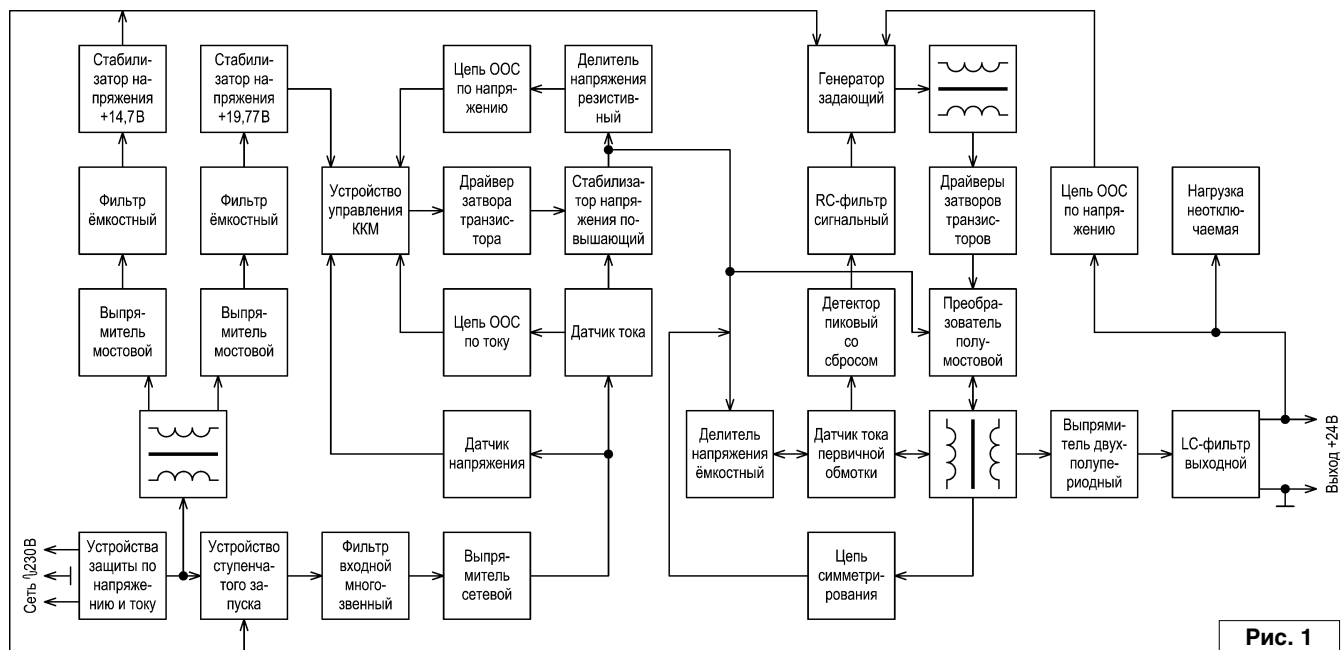 Стабили-
затор на-
пряжения
+14,7В
Стабили-
затор на-
пряжения
+19,77В
Цепь ООС
по напря-
жению
Делитель
напряжения
резистив-
ный
Генератор
задающий
Фильтр
ёмкостный
Фильтр
ёмкостный
Устройство
управления
ККМ
Драйвер
затвора
транзис-
тора
Стабилиза-
тор напря-
жения по-
вышающий
RC-фильтр
сигнальный
Драйверы
затворов
транзис-
торов
Цепь ООС
по напря-
жению
Нагрузка
неотклю-
чаемая
Выпря-
митель
мостовой
Выпря-
митель
мостовой
Цепь ООС
по току
Датчик тока
Детектор
пиковый
со
сбросом
Преобра-
зователь
полу-
мостовой
Датчик
напряжения
Делитель
напряжения
ёмкостный
Датчик тока
первичной
обмотки
Выпрями-
тель двух-
полупе-
риодный
LC-фильтр
выходной
Выход +24В
Сеть ∿230В
Устройства
защиты по
напряже-
нию и току
Устройство
ступенча-
того за-
пуска
Фильтр
входной
много-
звенный
Выпря-
митель
сетевой
Цепь
симметри-
рования
Рис. 1